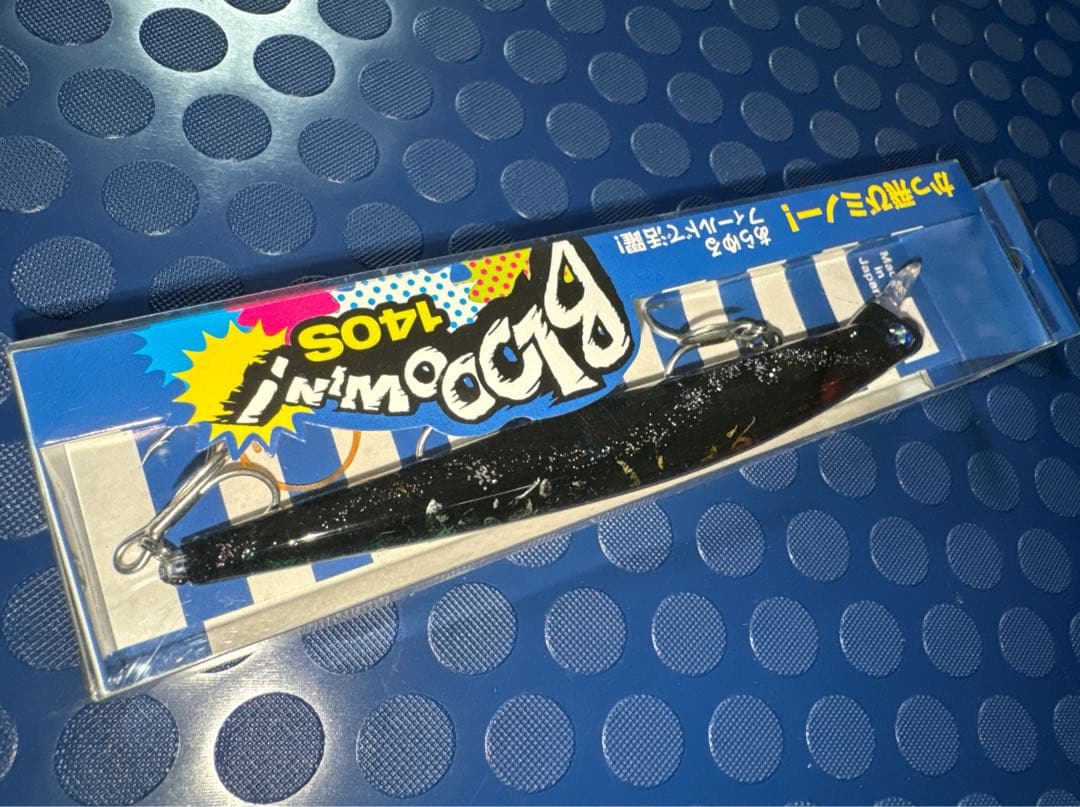 かっ飛びミノー!
あらゆる
フィールドで活躍!
BLooowin!
140S
Made
in
Japan